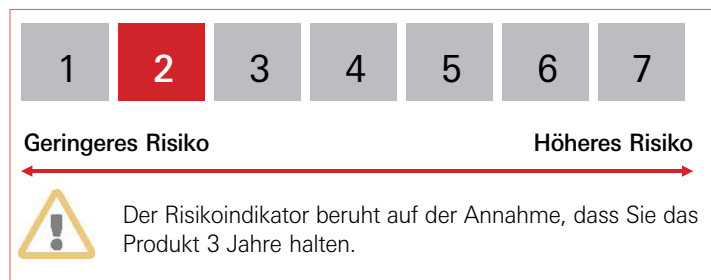 1 2 3 4 5 6 7
Geringeres Risiko Höheres Risiko
Der Risikoindikator beruht auf der Annahme, dass Sie das
Produkt 3 Jahre halten.